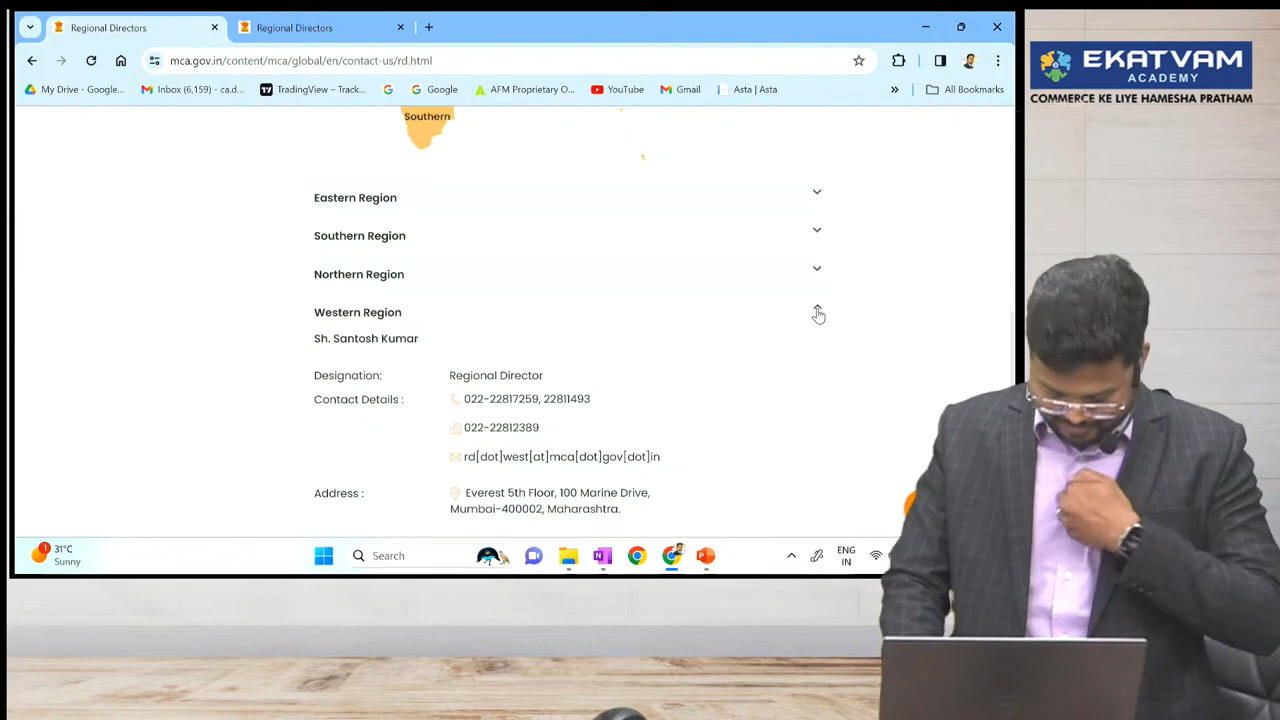 Regional Directors
Regional Directors
mca.gov.in/content/mca/global/en/contact-us/rd.html
My Drive - Google...
Inbox (6,159) - ca.d...
TradingView – Track...
Google
AFM Proprietary O...
YouTube
Gmail
Asta | Asta
»
All Bookmarks
EKATVAM
ACADEMY
COMMERCE KE LIYE HAMESHA PRATHAM
Southern
Eastern Region
Southern Region
Northern Region
Western Region
Sh. Santosh Kumar
Designation: Regional Director
Contact Details : 022-22817259, 22811493
022-22812389
rd[dot]west[at]mca[dot]gov[dot]in
Address : Everest 5th Floor, 100 Marine Drive,
Mumbai-400002, Maharashtra.
1
31°C
Sunny
Search
ENG
IN